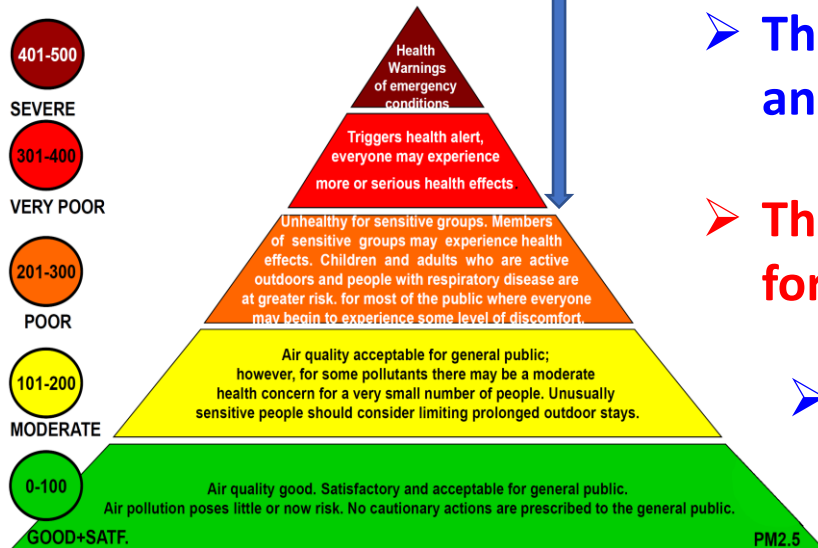 401-500
SEVERE
301-400
VERY POOR
201-300
POOR
101-200
MODERATE
0-100
GOOD+SATF.
Health
Warnings
of emergency
conditions
Triggers health alert,
everyone may experience
more or serious health effects
Unhealthy for sensitive groups. Members
of sensitive groups may experience health
effects. Children and adults who are active
outdoors and people with respiratory disease are
at greater risk. for most of the public where everyone
may begin to experience some level of discomfort.
Air quality acceptable for general public;
however, for some pollutants there may be a moderate
health concern for a very small number of people. Unusually
sensitive people should consider limiting prolonged outdoor stays.
Air quality good. Satisfactory and acceptable for general public.
Air pollution poses little or now risk. No cautionary actions are prescribed to the general public.
PM2.5